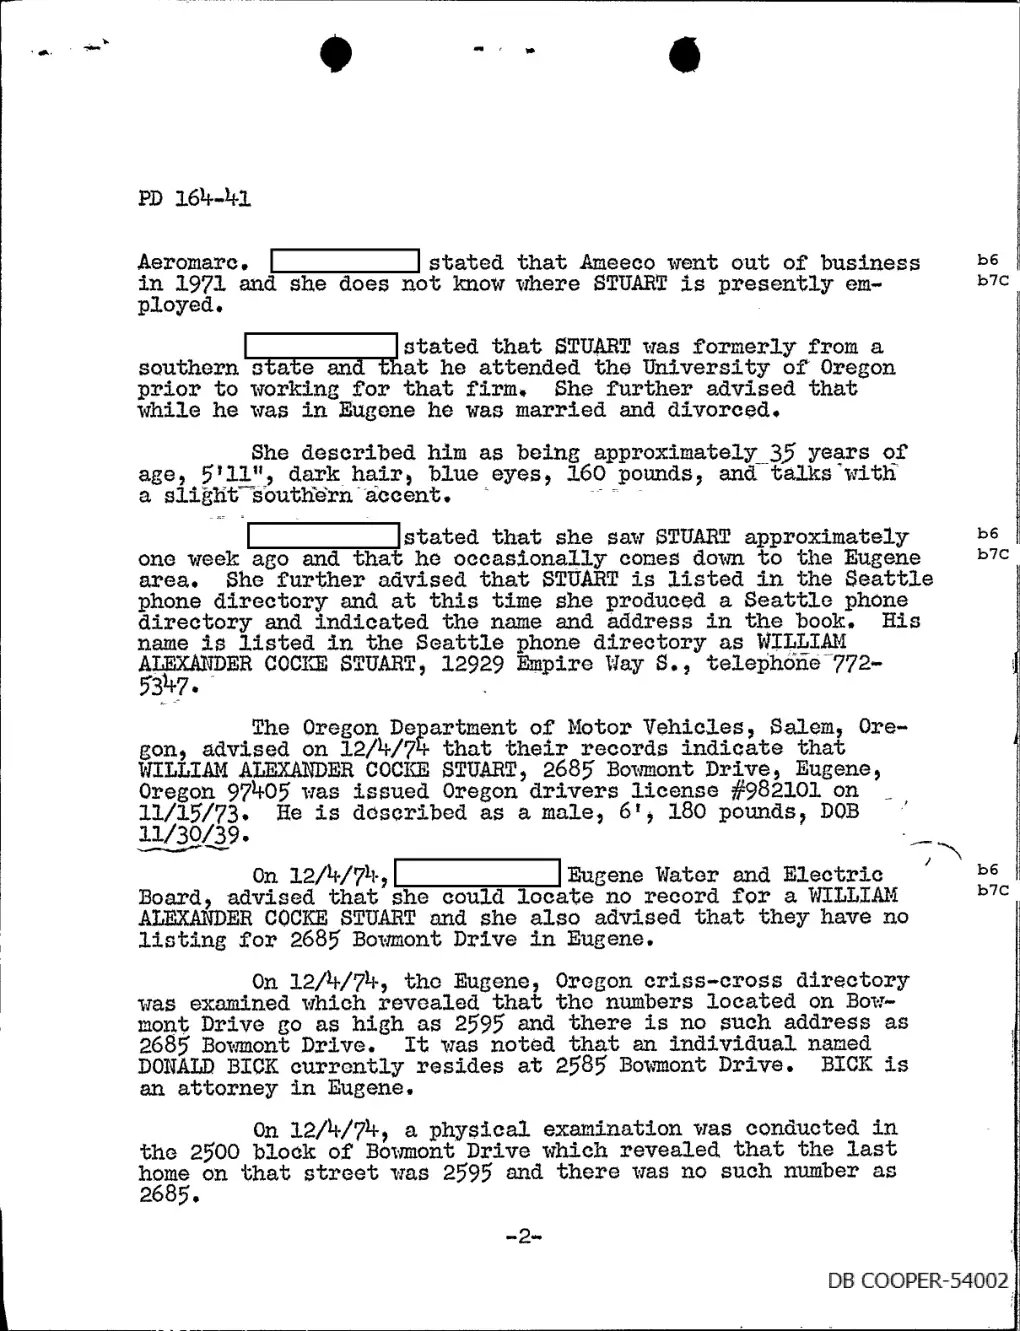 PD 164-41
Aeromarc. stated that Ameeco went out of business b6
in 1971 and she does not know where STUART is presently em- b7C
ployed.
stated that STUART was formerly from a
southern state and that he attended the University of Oregon
prior to working for that firm. She further advised that
while he was in Eugene he was married and divorced.
She described him as being approximately 35 years of
age, 5'11", dark hair, blue eyes, 160 pounds, and talks with
a slight southern accent.
stated that she saw STUART approximately b6
one week ago and that he occasionally comes down to the Eugene b7C
area. She further advised that STUART is listed in the Seattle
phone directory and at this time she produced a Seattle phone
directory and indicated the name and address in the book. His
name is listed in the Seattle phone directory as WILLIAM
ALEXANDER COCKE STUART, 12929 Empire Way S., telephone 772-
5347.
The Oregon Department of Motor Vehicles, Salem, Ore-
gon, advised on 12/4/74 that their records indicate that
WILLIAM ALEXANDER COCKE STUART, 2685 Bowmont Drive, Eugene,
Oregon 97405 was issued Oregon drivers license #982101 on
11/15/73. He is described as a male, 6', 180 pounds, DOB
11/30/39.
On 12/4/74, Eugene Water and Electric b6
Board, advised that she could locate no record for a WILLIAM b7C
ALEXANDER COCKE STUART and she also advised that they have no
listing for 2685 Bowmont Drive in Eugene.
On 12/4/74, the Eugene, Oregon criss-cross directory
was examined which revealed that the numbers located on Bow-
mont Drive go as high as 2595 and there is no such address as
2685 Bowmont Drive. It was noted that an individual named
DONALD BICK currently resides at 2585 Bowmont Drive. BICK is
an attorney in Eugene.
On 12/4/74, a physical examination was conducted in
the 2500 block of Bowmont Drive which revealed that the last
home on that street was 2595 and there was no such number as
2685.
-2-
DB COOPER-54002